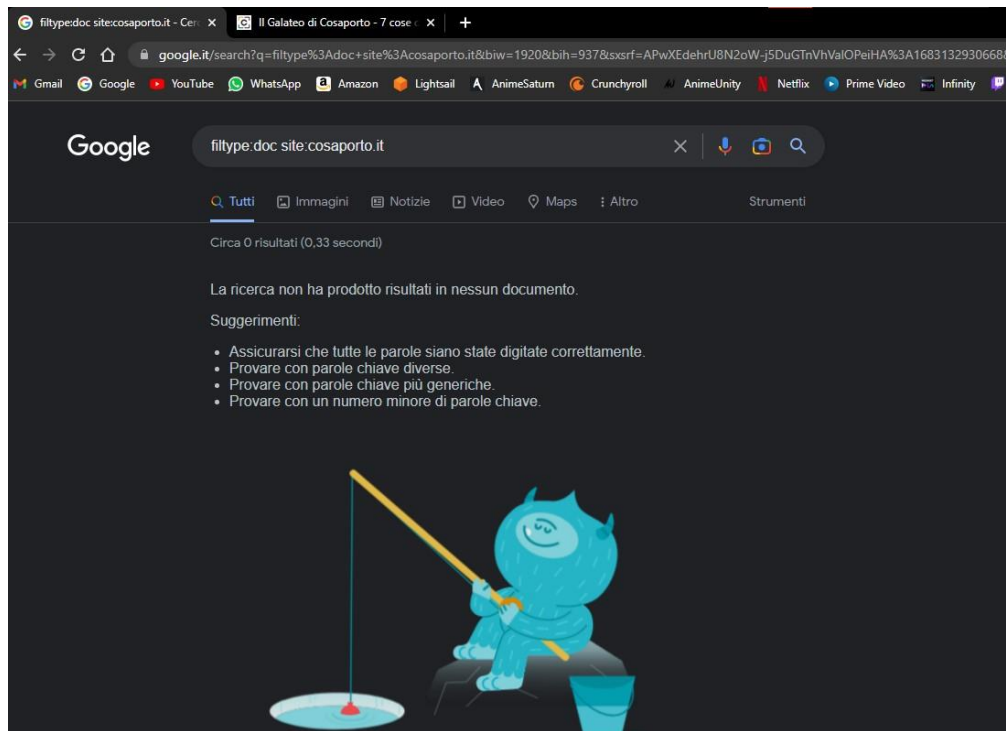 filtype:doc site:cosaporto.it - Cer
Il Galateo di Cosaporto - 7 cose
google.it/search?q=filtype%3Adoc+site%3Acosaporto.it&biw=1920&bih=937&sxsrf=APwXEdehrU8N2oW-j5DuGTnVhValOPeiHA%3A1683132930668&
Gmail Google YouTube WhatsApp Amazon Lightsail AnimeSaturn Crunchyroll AnimeUnity Netflix Prime Video Infinity
Google
filtype:doc site:cosaporto.it
Tutti Immagini Notizie Video Maps Altro Strumenti
Circa 0 risultati (0,33 secondi)
La ricerca non ha prodotto risultati in nessun documento.
Suggerimenti:
• Assicurarsi che tutte le parole siano state digitate correttamente.
• Provare con parole chiave diverse.
• Provare con parole chiave più generiche.
• Provare con un numero minore di parole chiave.